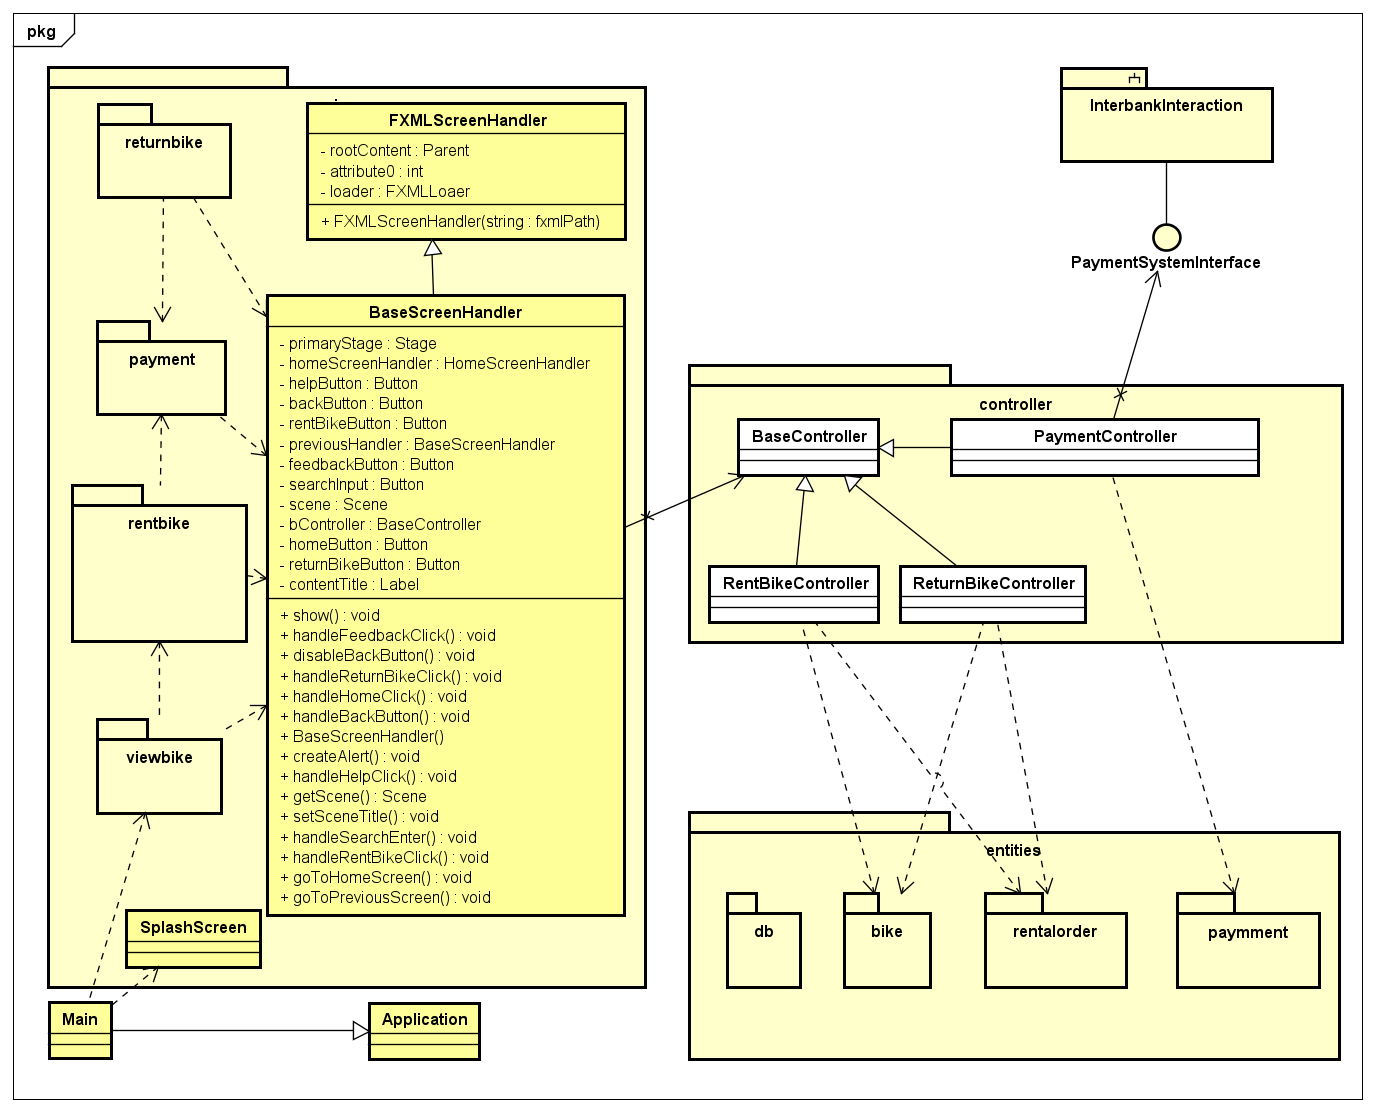 pkg
returnbike
FXMLScreenHandler
- rootContent : Parent
- attribute0 : int
- loader : FXMLLoaer
+ FXMLScreenHandler(string : fxmlPath)
InterbankInteraction
PaymentSystemInterface
BaseScreenHandler
- primaryStage : Stage
- homeScreenHandler : HomeScreenHandler
- helpButton : Button
- backButton : Button
- rentBikeButton : Button
- previousHandler : BaseScreenHandler
- feedbackButton : Button
- searchInput : Button
- scene : Scene
- bController : BaseController
- homeButton : Button
- returnBikeButton : Button
- contentTitle : Label
+ show() : void
+ handleFeedbackClick() : void
+ disableBackButton() : void
+ handleReturnBikeClick() : void
+ handleHomeClick() : void
+ handleBackButton() : void
+ BaseScreenHandler()
+ createAlert() : void
+ handleHelpClick() : void
+ getScene() : Scene
+ setSceneTitle() : void
+ handleSearchEnter() : void
+ handleRentBikeClick() : void
+ goToHomeScreen() : void
+ goToPreviousScreen() : void
payment
rentbike
viewbike
SplashScreen
Main
Application
controller
BaseController
PaymentController
RentBikeController
ReturnBikeController
entities
db
bike
rentalorder
paymment